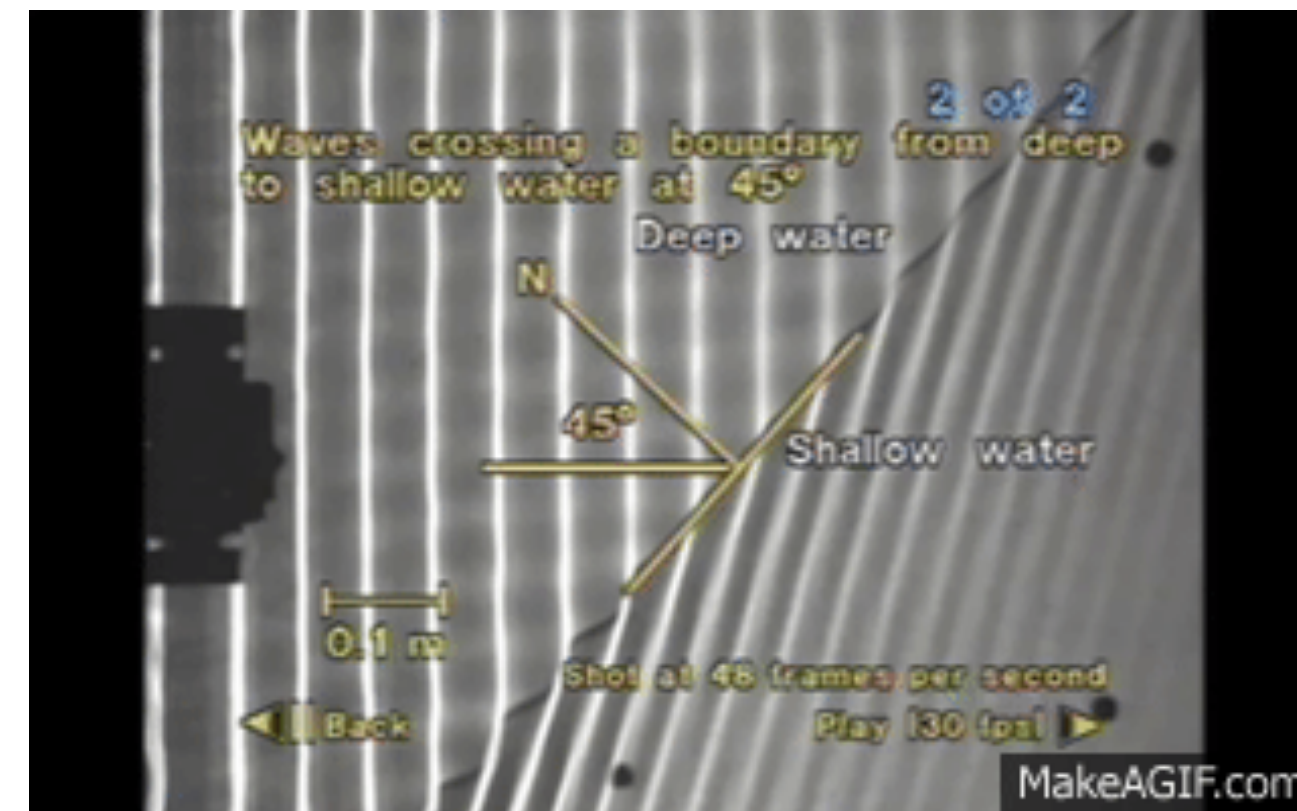 2 of 2
Waves crossing a boundary from deep
to shallow water at 45°
Deep water
N
45°
Shallow water
0.1 m
Shot at 48 frames per second
Back
Play (30 fps)
MakeAGIF.com